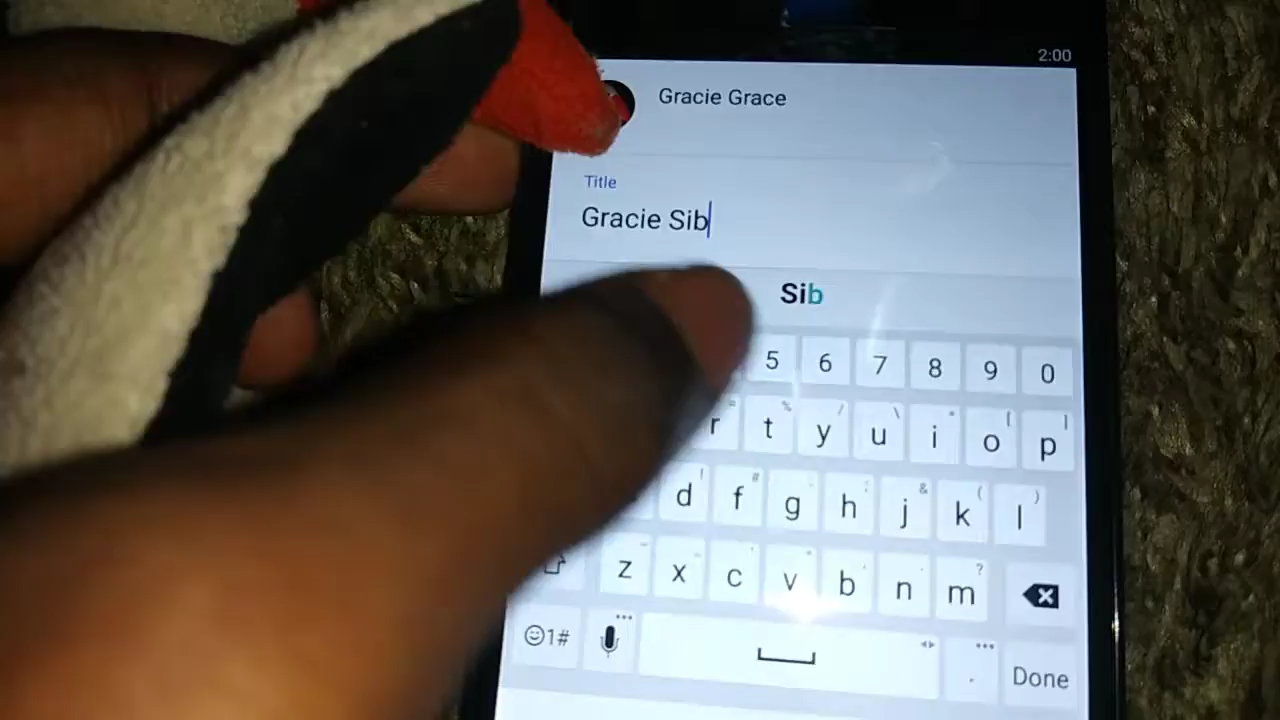 2:00
Gracie Grace
Title
Gracie Sib
Sib
5 6 7 8 9 0
r t y u i o p
d f g h j k l
z x c v b n m
1#
. Done